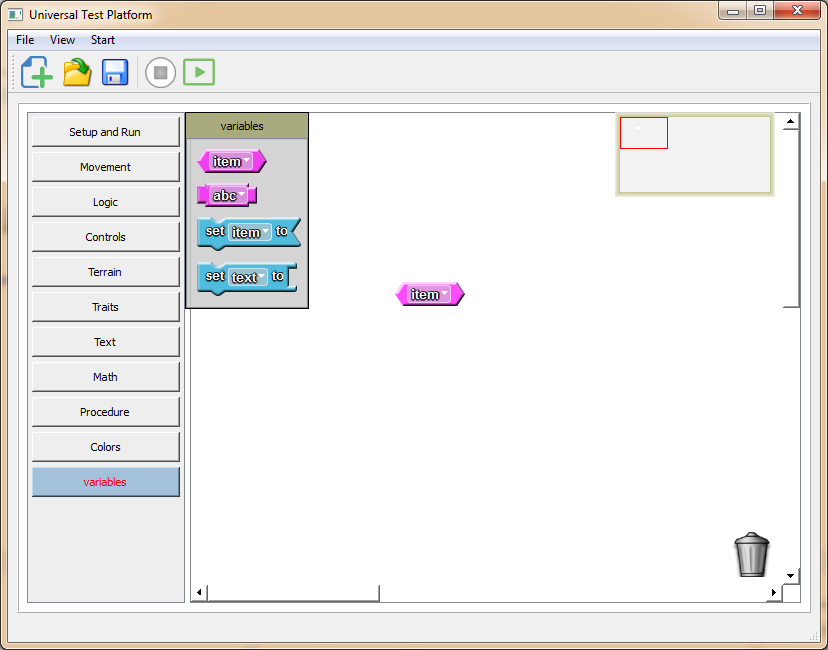 Universal Test Platform
File View Start
Setup and Run
Movement
Logic
Controls
Terrain
Traits
Text
Math
Procedure
Colors
variables
variables
item
abc
set item to
set text to
item